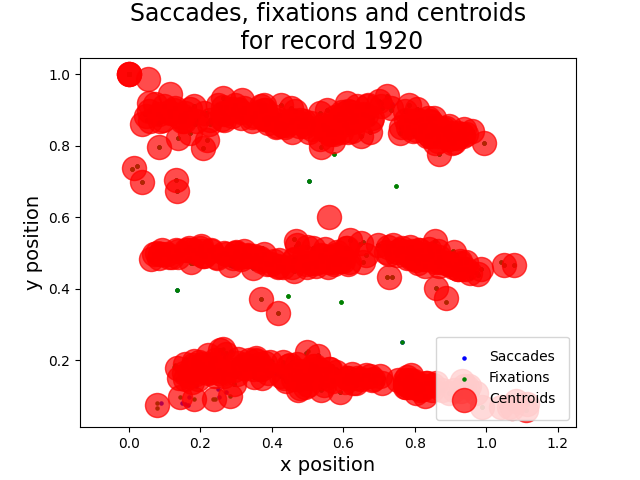 Saccades, fixations and centroids
for record 1920
1.0
0.8
0.6
0.4
0.2
y position
0.0
0.2
0.4
0.6
0.8
1.0
1.2
x position
Saccades
Fixations
Centroids